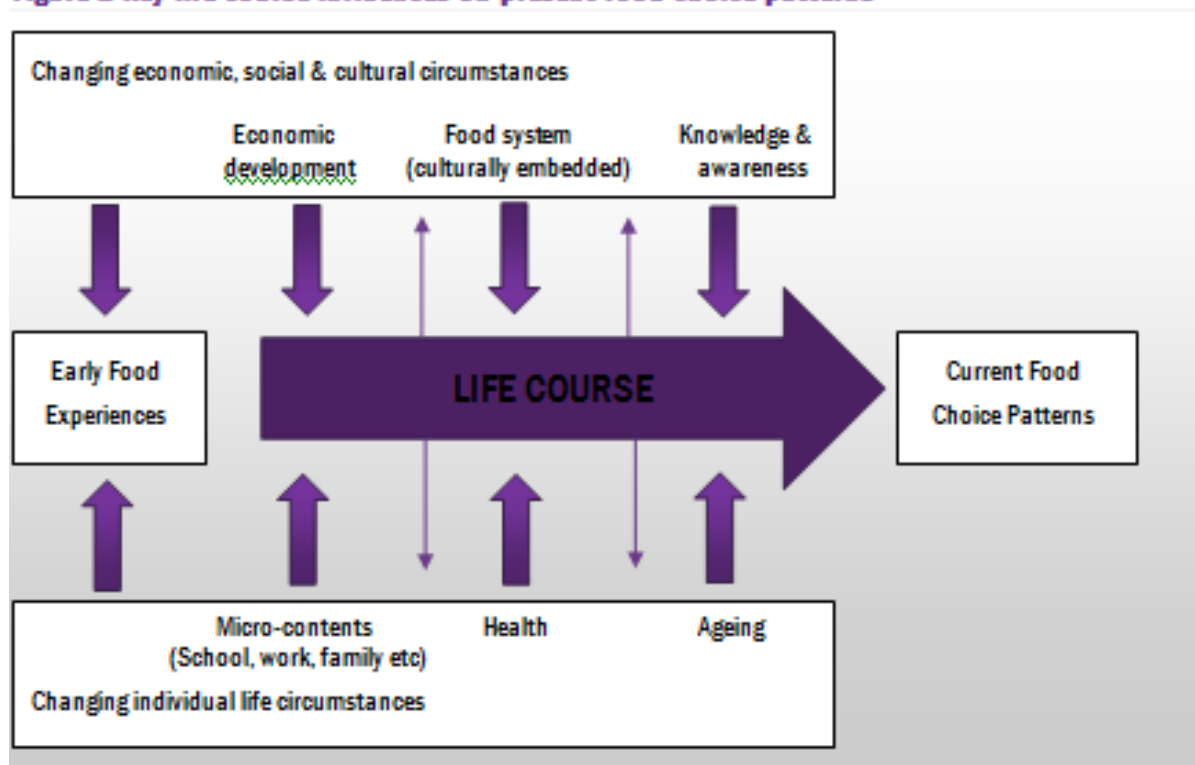 Changing economic, social & cultural circumstances
Economic
development
Food system
(culturally embedded)
Knowledge &
awareness
Early Food
Experiences
LIFE COURSE
Current Food
Choice Patterns
Micro-contents
(School, work, family etc)
Health
Ageing
Changing individual life circumstances